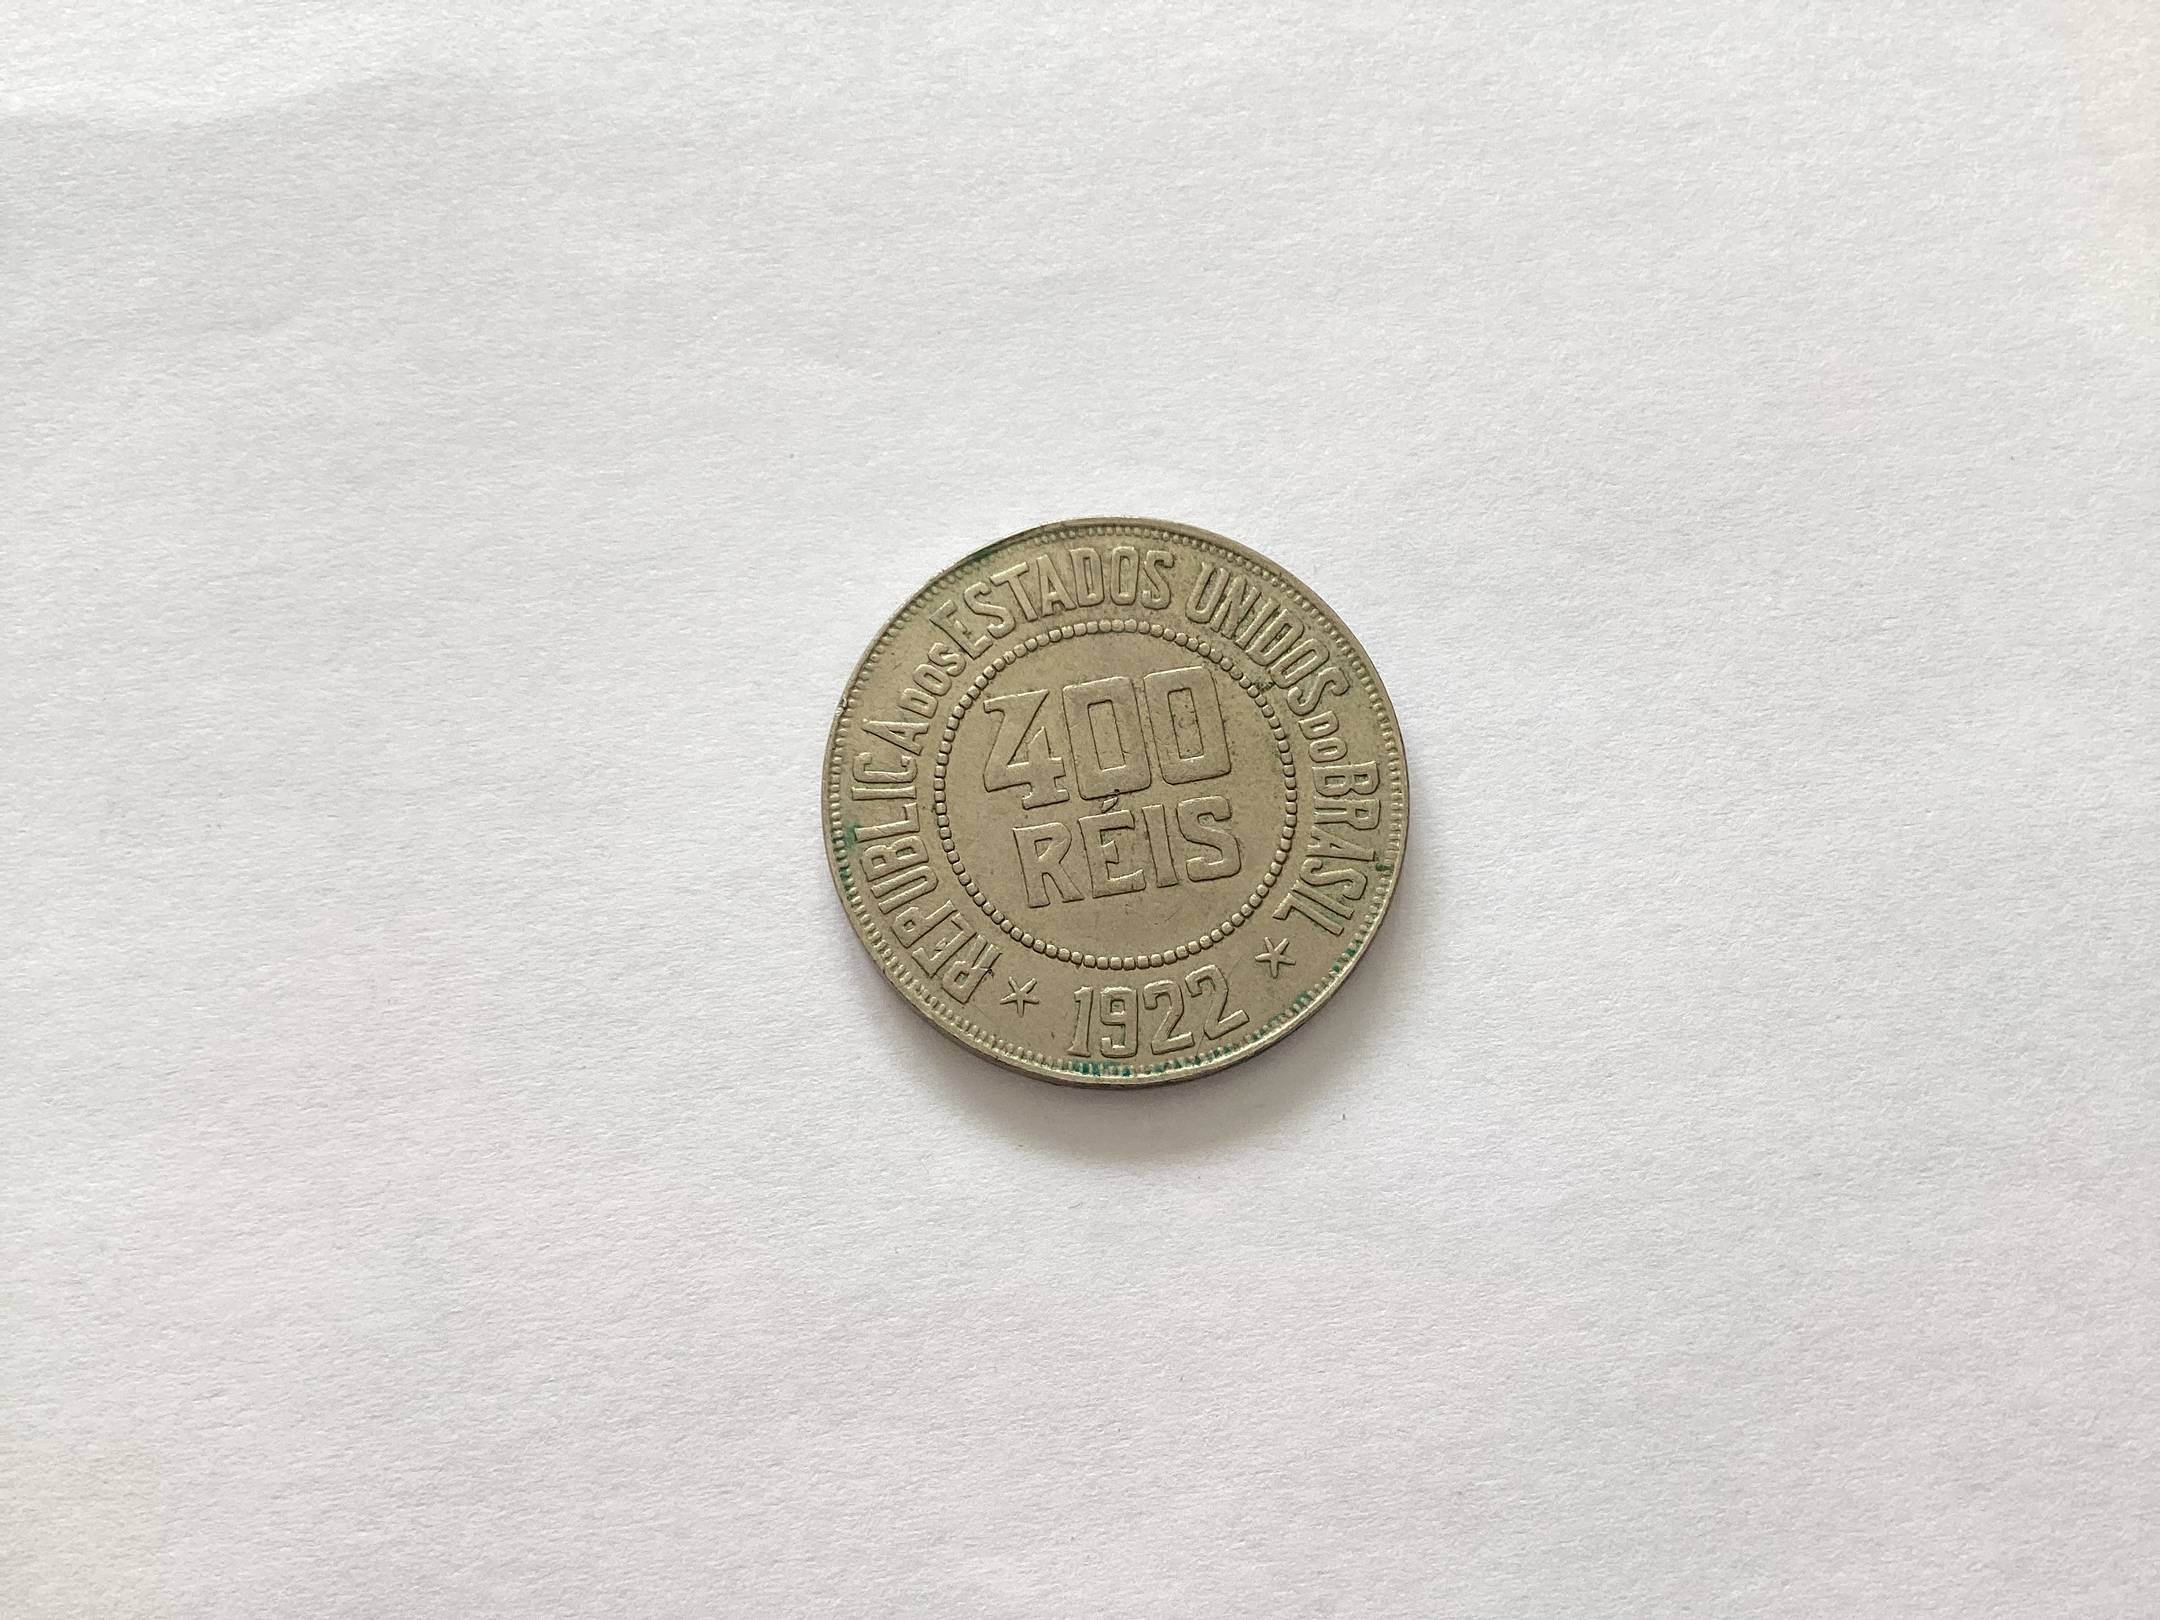 REPUBLICA DOS ESTADOS UNIDOS DO BRASIL
400
RÉIS
1922